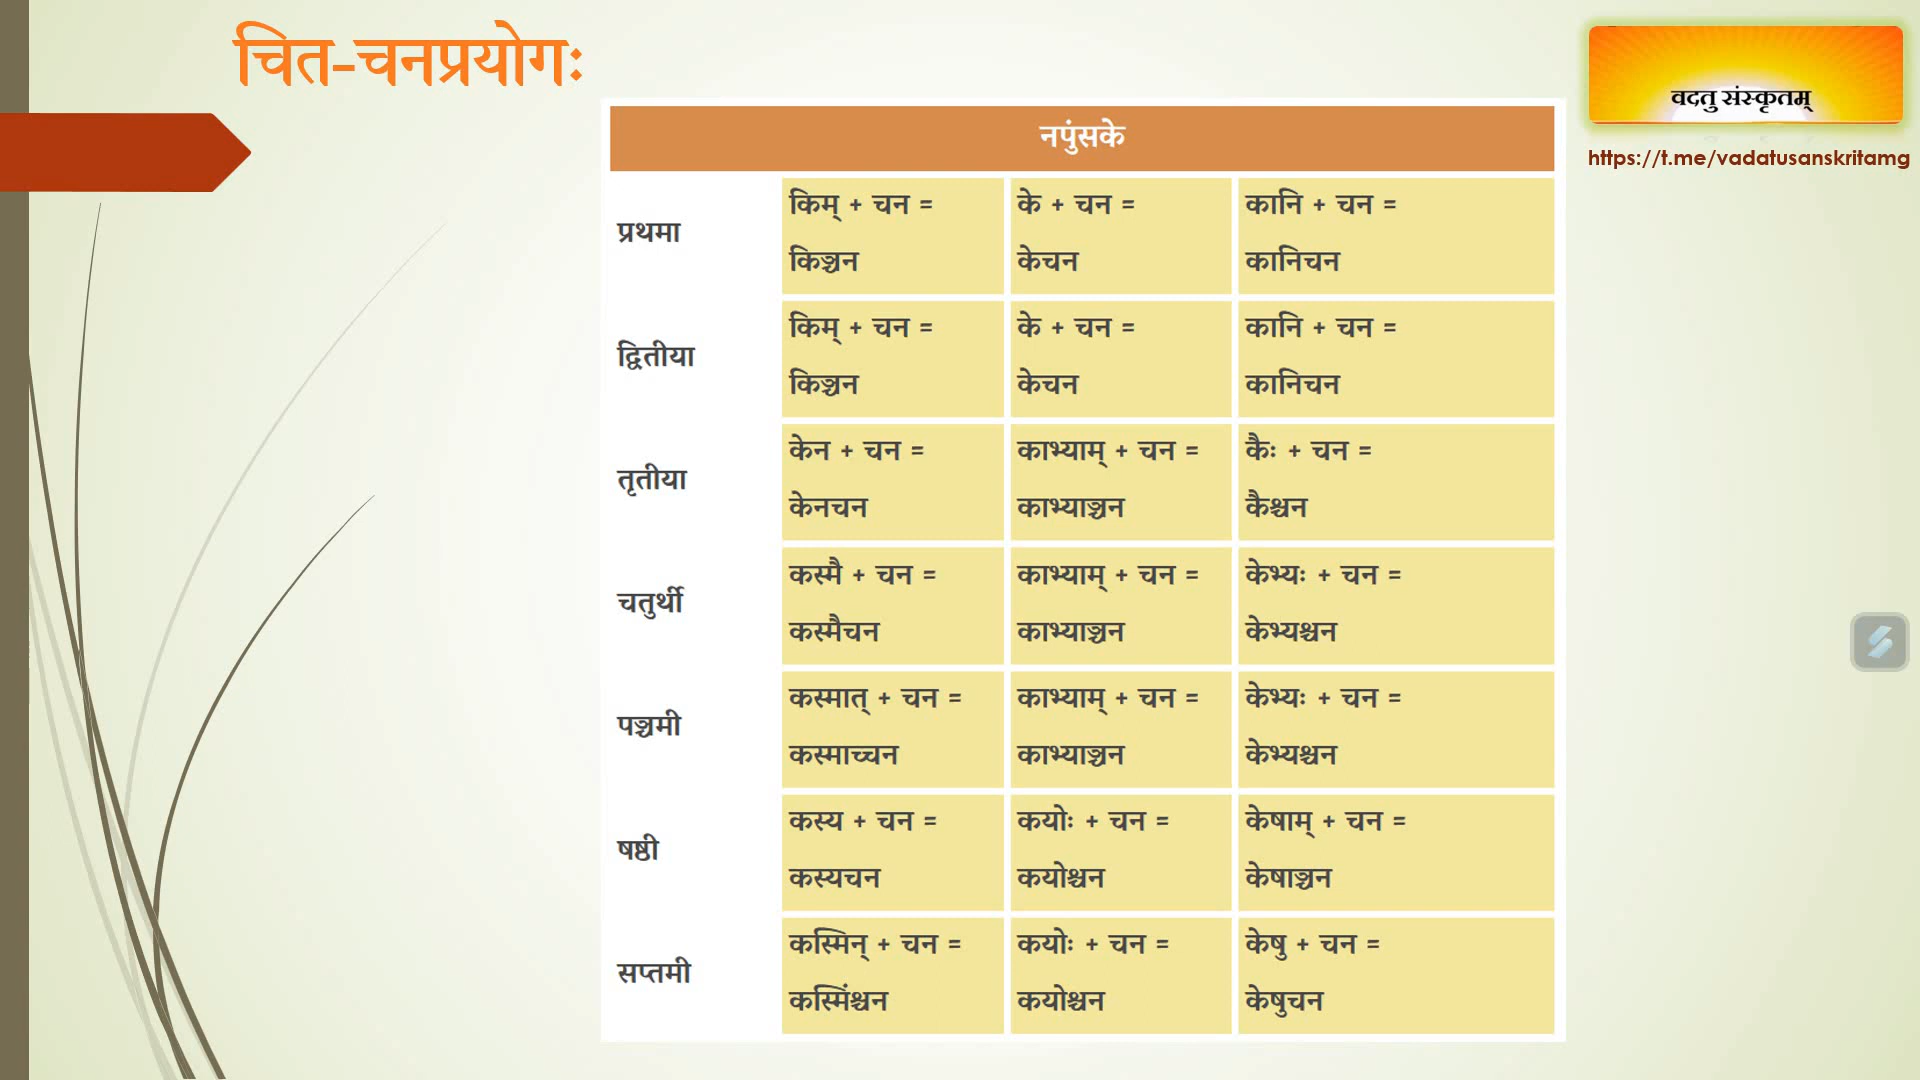 चित-चनप्रयोगः
वदतु संस्कृतम्
https://t.me/vadatusanskritamg
नपुंसके
प्रथमा
किम् + चन =
किञ्चन
के + चन =
केचन
कानि + चन =
कानिचन
द्वितीया
किम् + चन =
किञ्चन
के + चन =
केचन
कानि + चन =
कानिचन
तृतीया
केन + चन =
केनचन
काभ्याम् + चन =
काभ्याञ्चन
कैः + चन =
कैश्चन
चतुर्थी
कस्मै + चन =
कस्मैचन
काभ्याम् + चन =
काभ्याञ्चन
केभ्यः + चन =
केभ्यश्चन
पञ्चमी
कस्मात् + चन =
कस्माच्चन
काभ्याम् + चन =
काभ्याञ्चन
केभ्यः + चन =
केभ्यश्चन
षष्ठी
कस्य + चन =
कस्यचन
कयोः + चन =
कयोश्चन
केषाम् + चन =
केषाञ्चन
सप्तमी
कस्मिन् + चन =
कस्मिंश्चन
कयोः + चन =
कयोश्चन
केषु + चन =
केषुचन